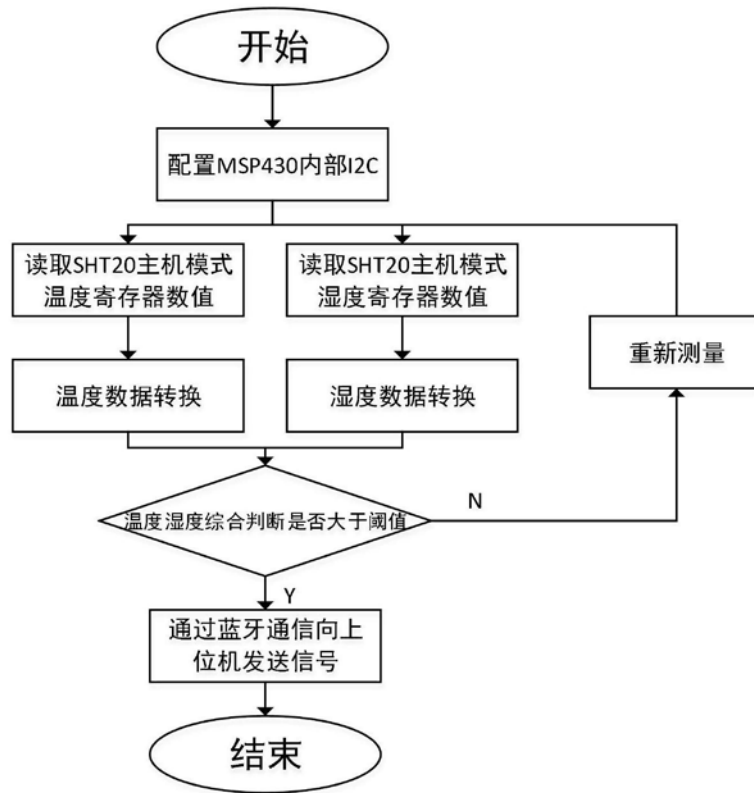 开始
配置MSP430内部I2C
读取SHT20主机模式
温度寄存器数值
读取SHT20主机模式
湿度寄存器数值
重新测量
温度数据转换
湿度数据转换
温度湿度综合判断是否大于阈值
N
Y
通过蓝牙通信向上
位机发送信号
结束